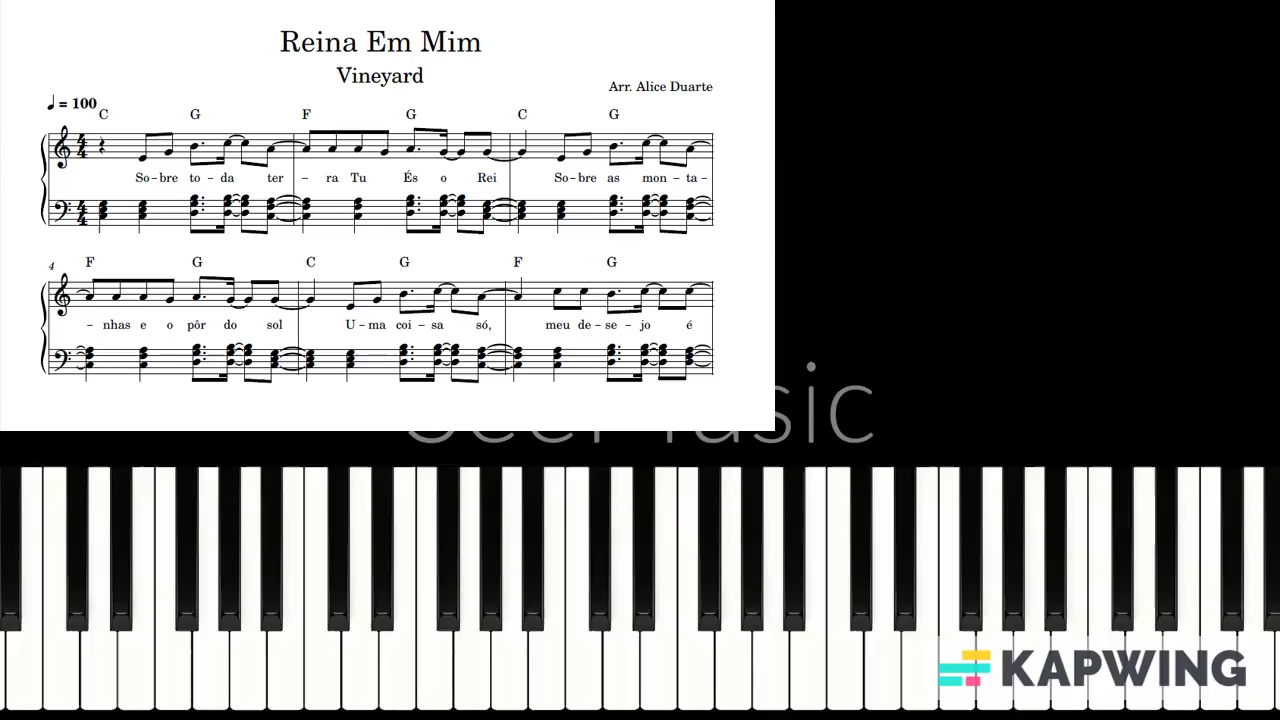 Reina Em Mim
Vineyard
Arr. Alice Duarte
= 100
C G F G C G
So – bre to – da ter – ra Tu És o Rei So – bre as mon – ta –
4
F G C G F G
– nhas e o pôr do sol U – ma coi – sa só, meu de – se – jo é
KAPWING